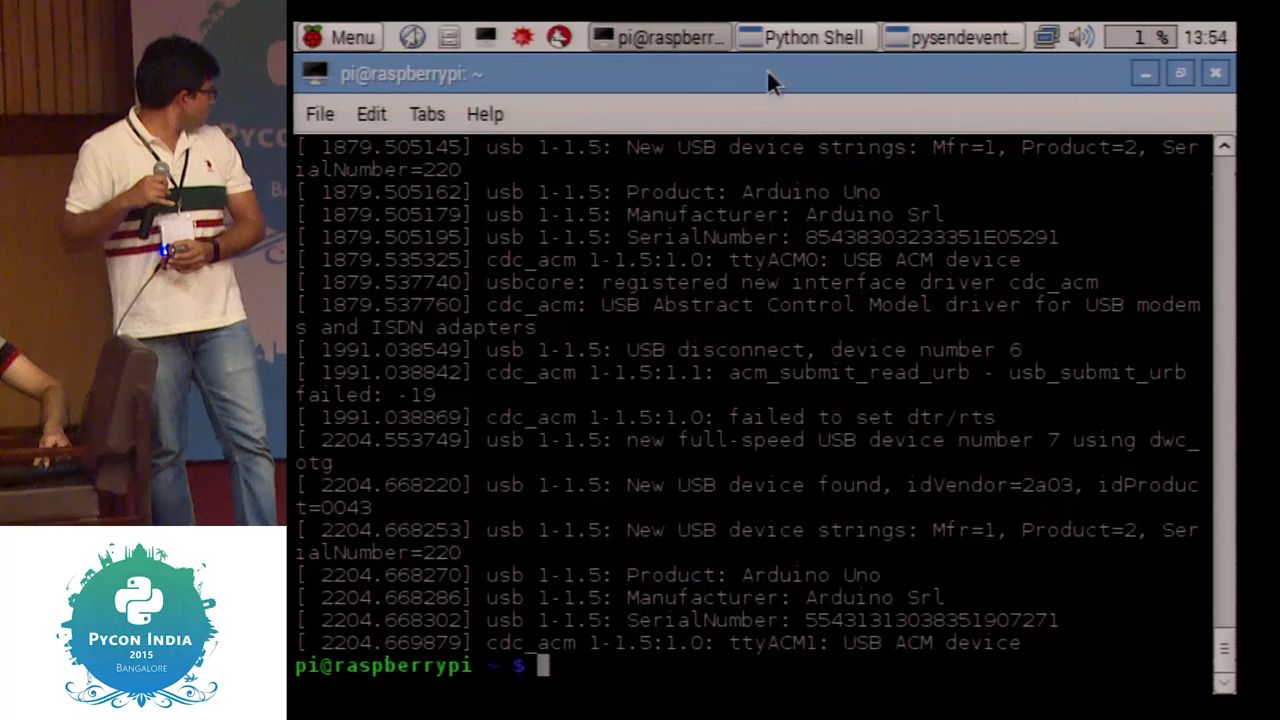 Menu
pi@raspberr...
Python Shell
pysendevent...
1 %
13:54
pi@raspberrypi: ~
File Edit Tabs Help
[ 1879.505145] usb 1-1.5: New USB device strings: Mfr=1, Product=2, Ser
ialNumber=220
[ 1879.505162] usb 1-1.5: Product: Arduino Uno
[ 1879.505179] usb 1-1.5: Manufacturer: Arduino Srl
[ 1879.505195] usb 1-1.5: SerialNumber: 85438303233351E05291
[ 1879.535325] cdc_acm 1-1.5:1.0: ttyACM0: USB ACM device
[ 1879.537740] usbcore: registered new interface driver cdc_acm
[ 1879.537760] cdc_acm: USB Abstract Control Model driver for USB modem
s and ISDN adapters
[ 1991.038549] usb 1-1.5: USB disconnect, device number 6
[ 1991.038842] cdc_acm 1-1.5:1.1: acm_submit_read_urb - usb_submit_urb
failed: -19
[ 1991.038869] cdc_acm 1-1.5:1.0: failed to set dtr/rts
[ 2204.553749] usb 1-1.5: new full-speed USB device number 7 using dwc_
otg
[ 2204.668220] usb 1-1.5: New USB device found, idVendor=2a03, idProduc
t=0043
[ 2204.668253] usb 1-1.5: New USB device strings: Mfr=1, Product=2, Ser
ialNumber=220
[ 2204.668270] usb 1-1.5: Product: Arduino Uno
[ 2204.668286] usb 1-1.5: Manufacturer: Arduino Srl
[ 2204.668302] usb 1-1.5: SerialNumber: 55431313038351907271
[ 2204.669879] cdc_acm 1-1.5:1.0: ttyACM1: USB ACM device
pi@raspberrypi ~ $
PYCON INDIA
2015
BANGALORE